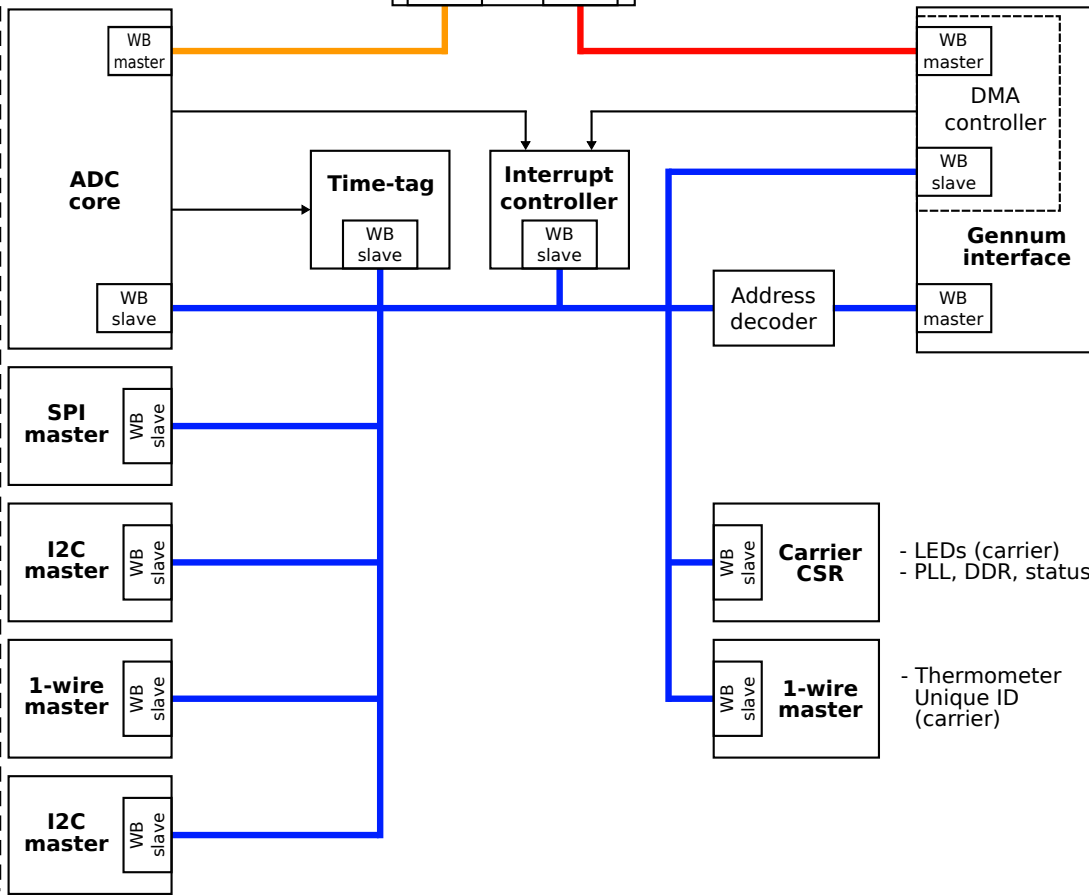 WB
master
ADC
core
WB
slave
Time-tag
WB
slave
Interrupt
controller
WB
slave
WB
master
DMA
controller
WB
slave
Gennum
interface
WB
master
Address
decoder
SPI
master
WB
slave
I2C
master
WB
slave
1-wire
master
WB
slave
I2C
master
WB
slave
WB
slave
Carrier
CSR
- LEDs (carrier)
- PLL, DDR, status
WB
slave
1-wire
master
- Thermometer
Unique ID
(carrier)